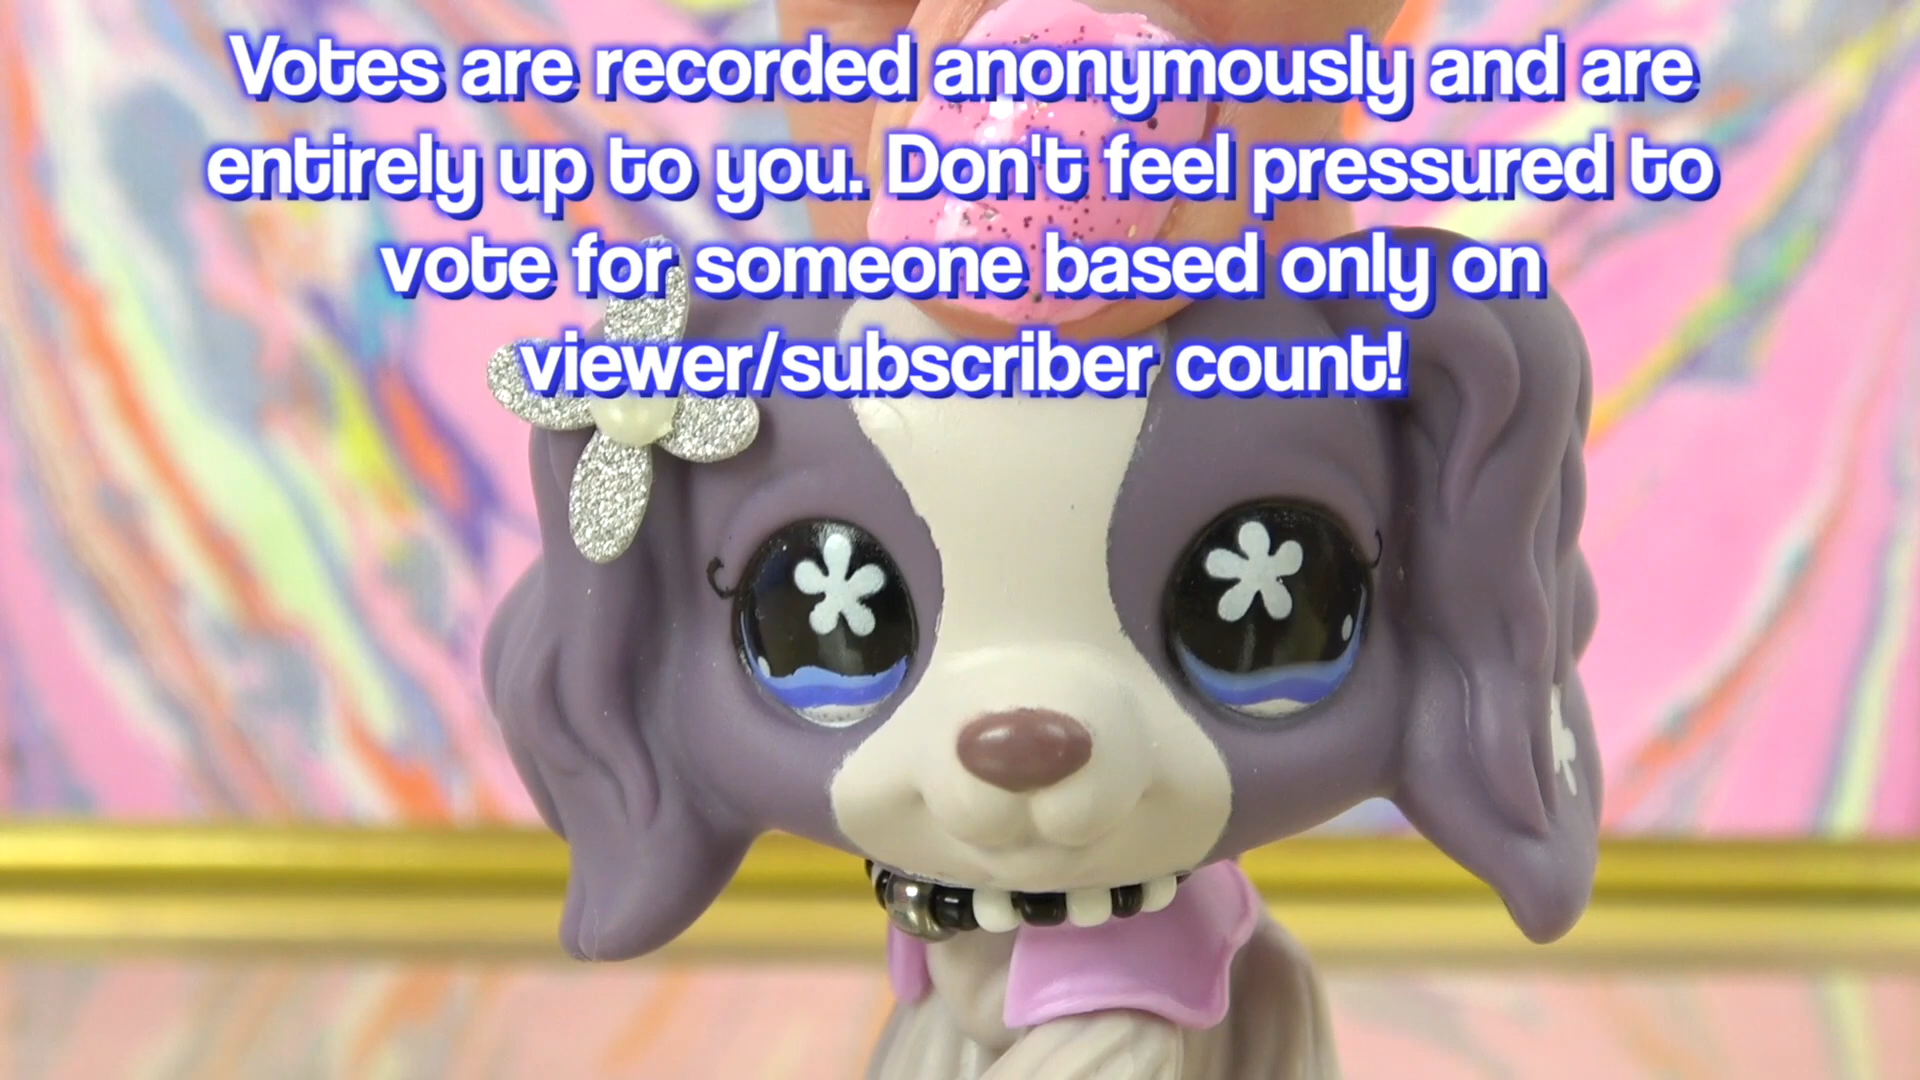 Votes are recorded anonymously and are
entirely up to you. Don't feel pressured to
vote for someone based only on
viewer/subscriber count!